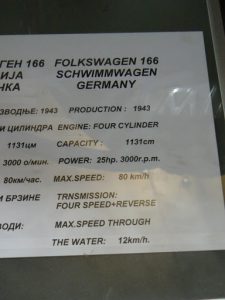 ГЕН 166 FOLKSWAGEN 166
ИЈА SCHWIMMWAGEN
НКА GERMANY
ЗВОДЊЕ: 1943 PRODUCTION : 1943
И ЦИЛИНДРА ENGINE: FOUR CYLINDER
1131цм CAPACITY : 1131cm
3000 о/мин. POWER: 25hp. 3000r.p.m.
80км/час. MAX.SPEED: 80 km/h
И БРЗИНЕ TRNSMISSION:
FOUR SPEED+REVERSE
ВОДИ: MAX.SPEED THROUGH
THE WATER: 12km/h.